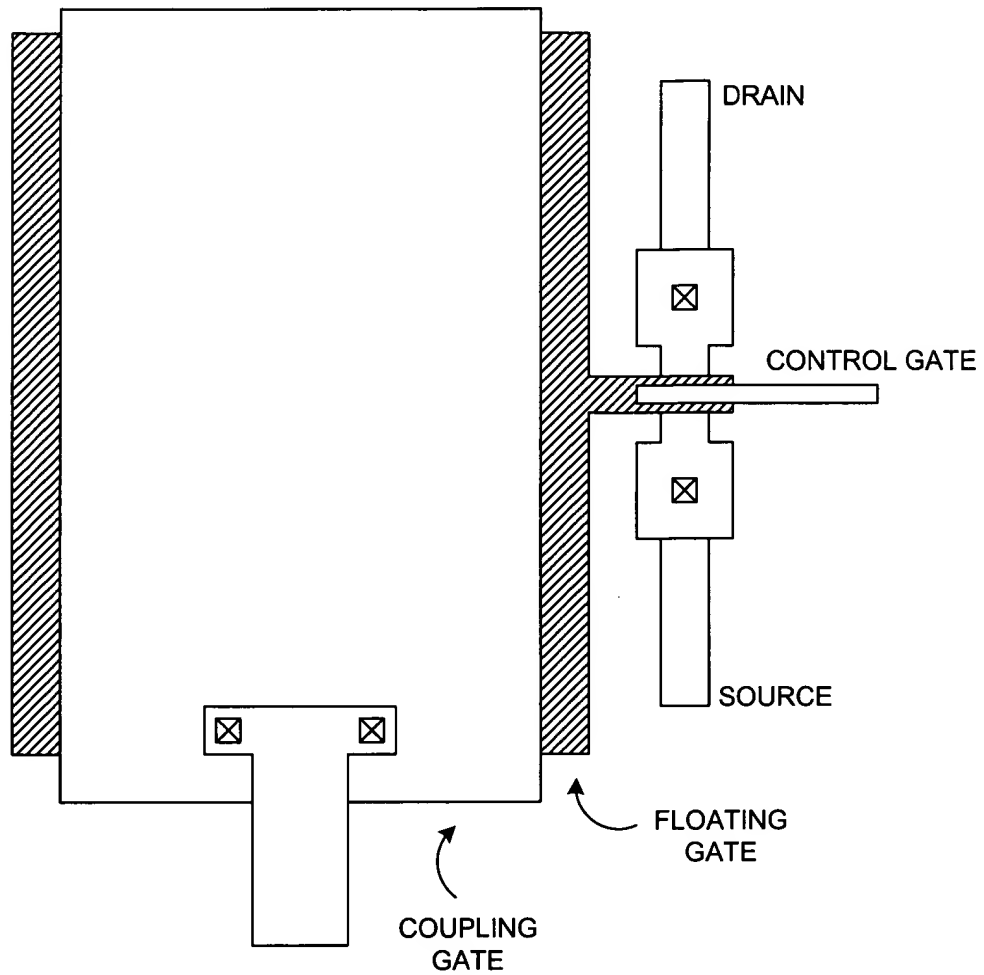 DRAIN
CONTROL GATE
SOURCE
FLOATING
GATE
COUPLING
GATE